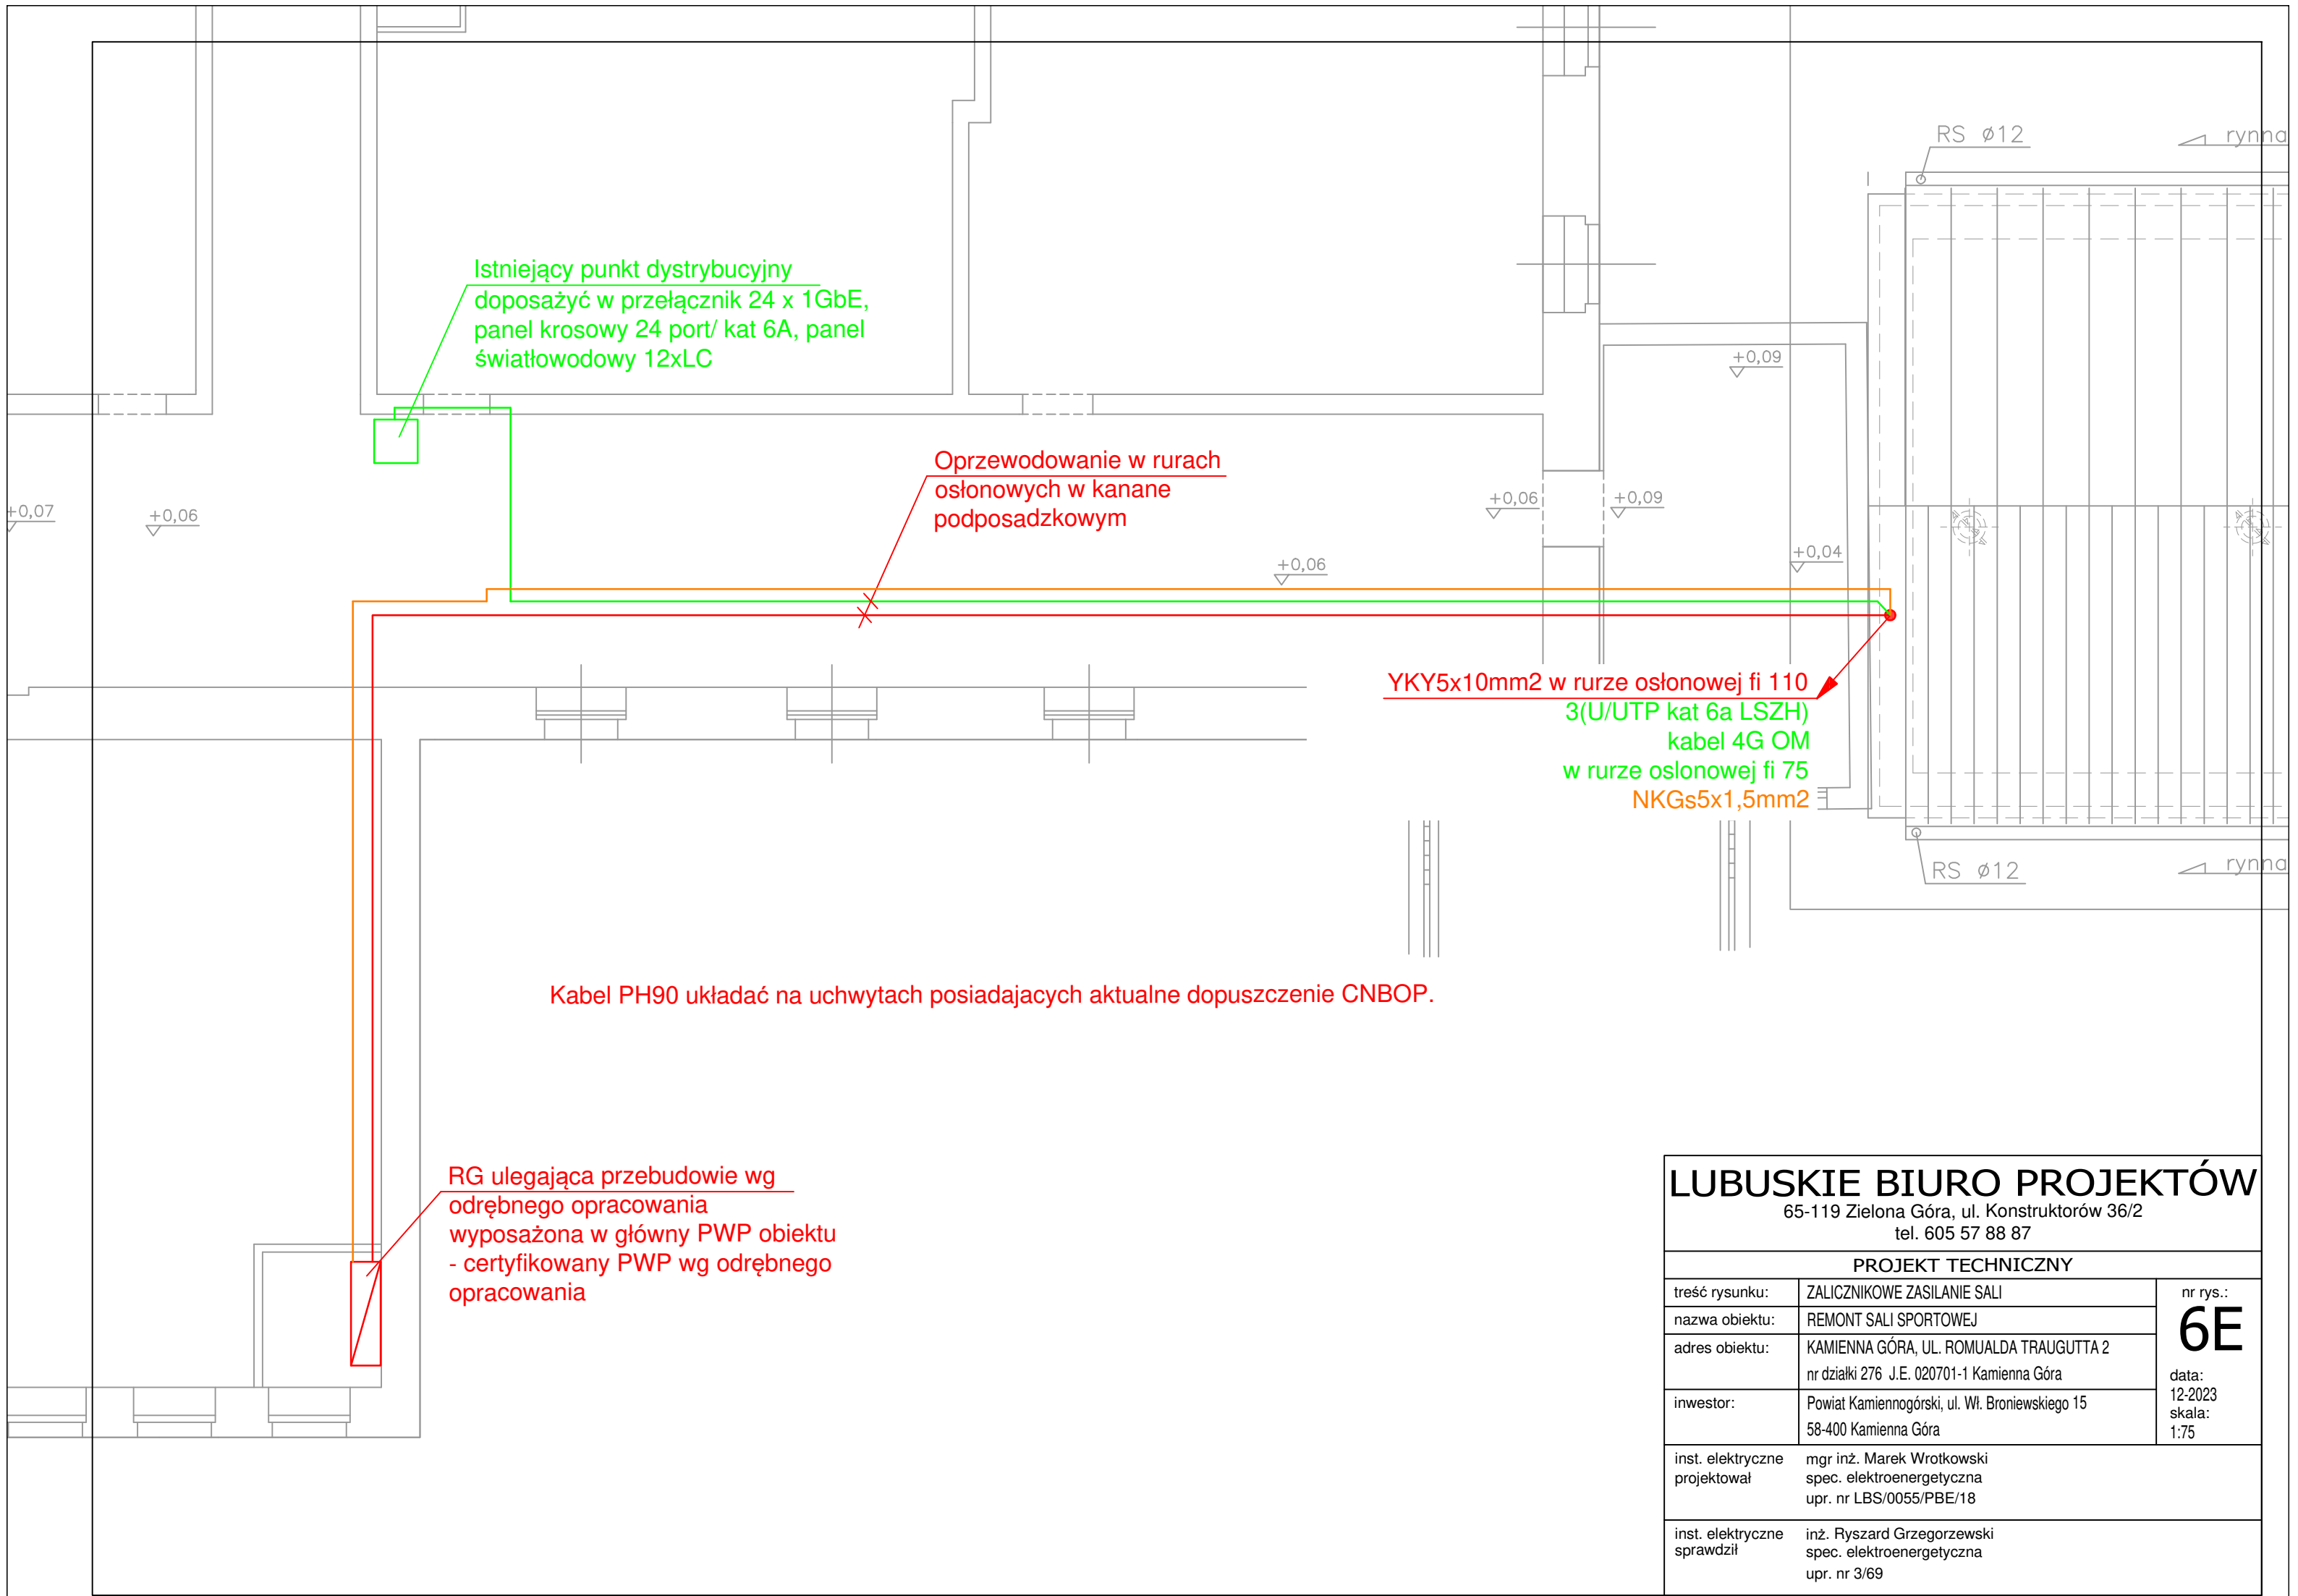 RS ø12
rynna
Istniejący punkt dystrybucyjny
doposażyć w przełącznik 24 x 1GbE,
panel krosowy 24 port/ kat 6A, panel
światłowodowy 12xLC
+0,09
Oprzewodowanie w rurach
osłonowych w kanane
podposadzkowym
+0,07
+0,06
+0,06
+0,09
+0,06
+0,04
YKY5x10mm2 w rurze osłonowej fi 110
3(U/UTP kat 6a LSZH)
kabel 4G OM
w rurze oslonowej fi 75
NKGs5x1,5mm2
RS ø12
rynna
Kabel PH90 układać na uchwytach posiadajacych aktualne dopuszczenie CNBOP.
RG ulegająca przebudowie wg
odrębnego opracowania
wyposażona w główny PWP obiektu
- certyfikowany PWP wg odrębnego
opracowania
LUBUSKIE BIURO PROJEKTÓW
65-119 Zielona Góra, ul. Konstruktorów 36/2
tel. 605 57 88 87
PROJEKT TECHNICZNY
treść rysunku: ZALICZNIKOWE ZASILANIE SALI
nazwa obiektu: REMONT SALI SPORTOWEJ
adres obiektu: KAMIENNA GÓRA, UL. ROMUALDA TRAUGUTTA 2
nr działki 276 J.E. 020701-1 Kamienna Góra
inwestor: Powiat Kamiennogórski, ul. Wł. Broniewskiego 15
58-400 Kamienna Góra
nr rys.:
6E
data:
12-2023
skala:
1:75
inst. elektryczne
projektował
mgr inż. Marek Wrotkowski
spec. elektroenergetyczna
upr. nr LBS/0055/PBE/18
inst. elektryczne
sprawdził
inż. Ryszard Grzegorzewski
spec. elektroenergetyczna
upr. nr 3/69